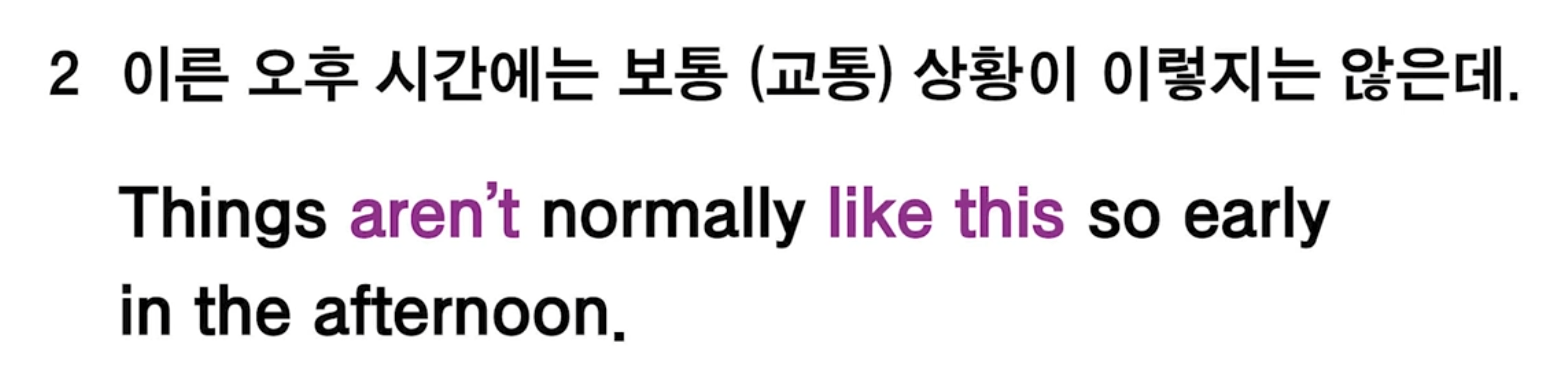 2 이른 오후 시간에는 보통 (교통) 상황이 이렇지는 않은데.
Things aren't normally like this so early
in the afternoon.